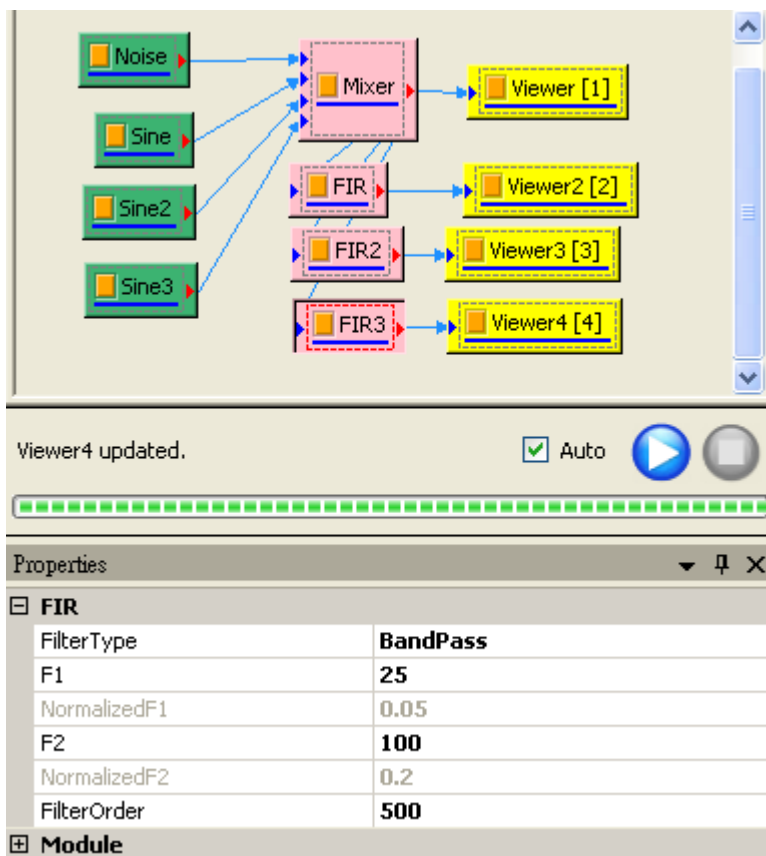 Noise
Mixer
Viewer [1]
Sine
FIR
Viewer2 [2]
Sine2
FIR2
Viewer3 [3]
Sine3
FIR3
Viewer4 [4]
Viewer4 updated.
Auto
Properties
FIR
FilterType BandPass
F1 25
NormalizedF1 0.05
F2 100
NormalizedF2 0.2
FilterOrder 500
Module